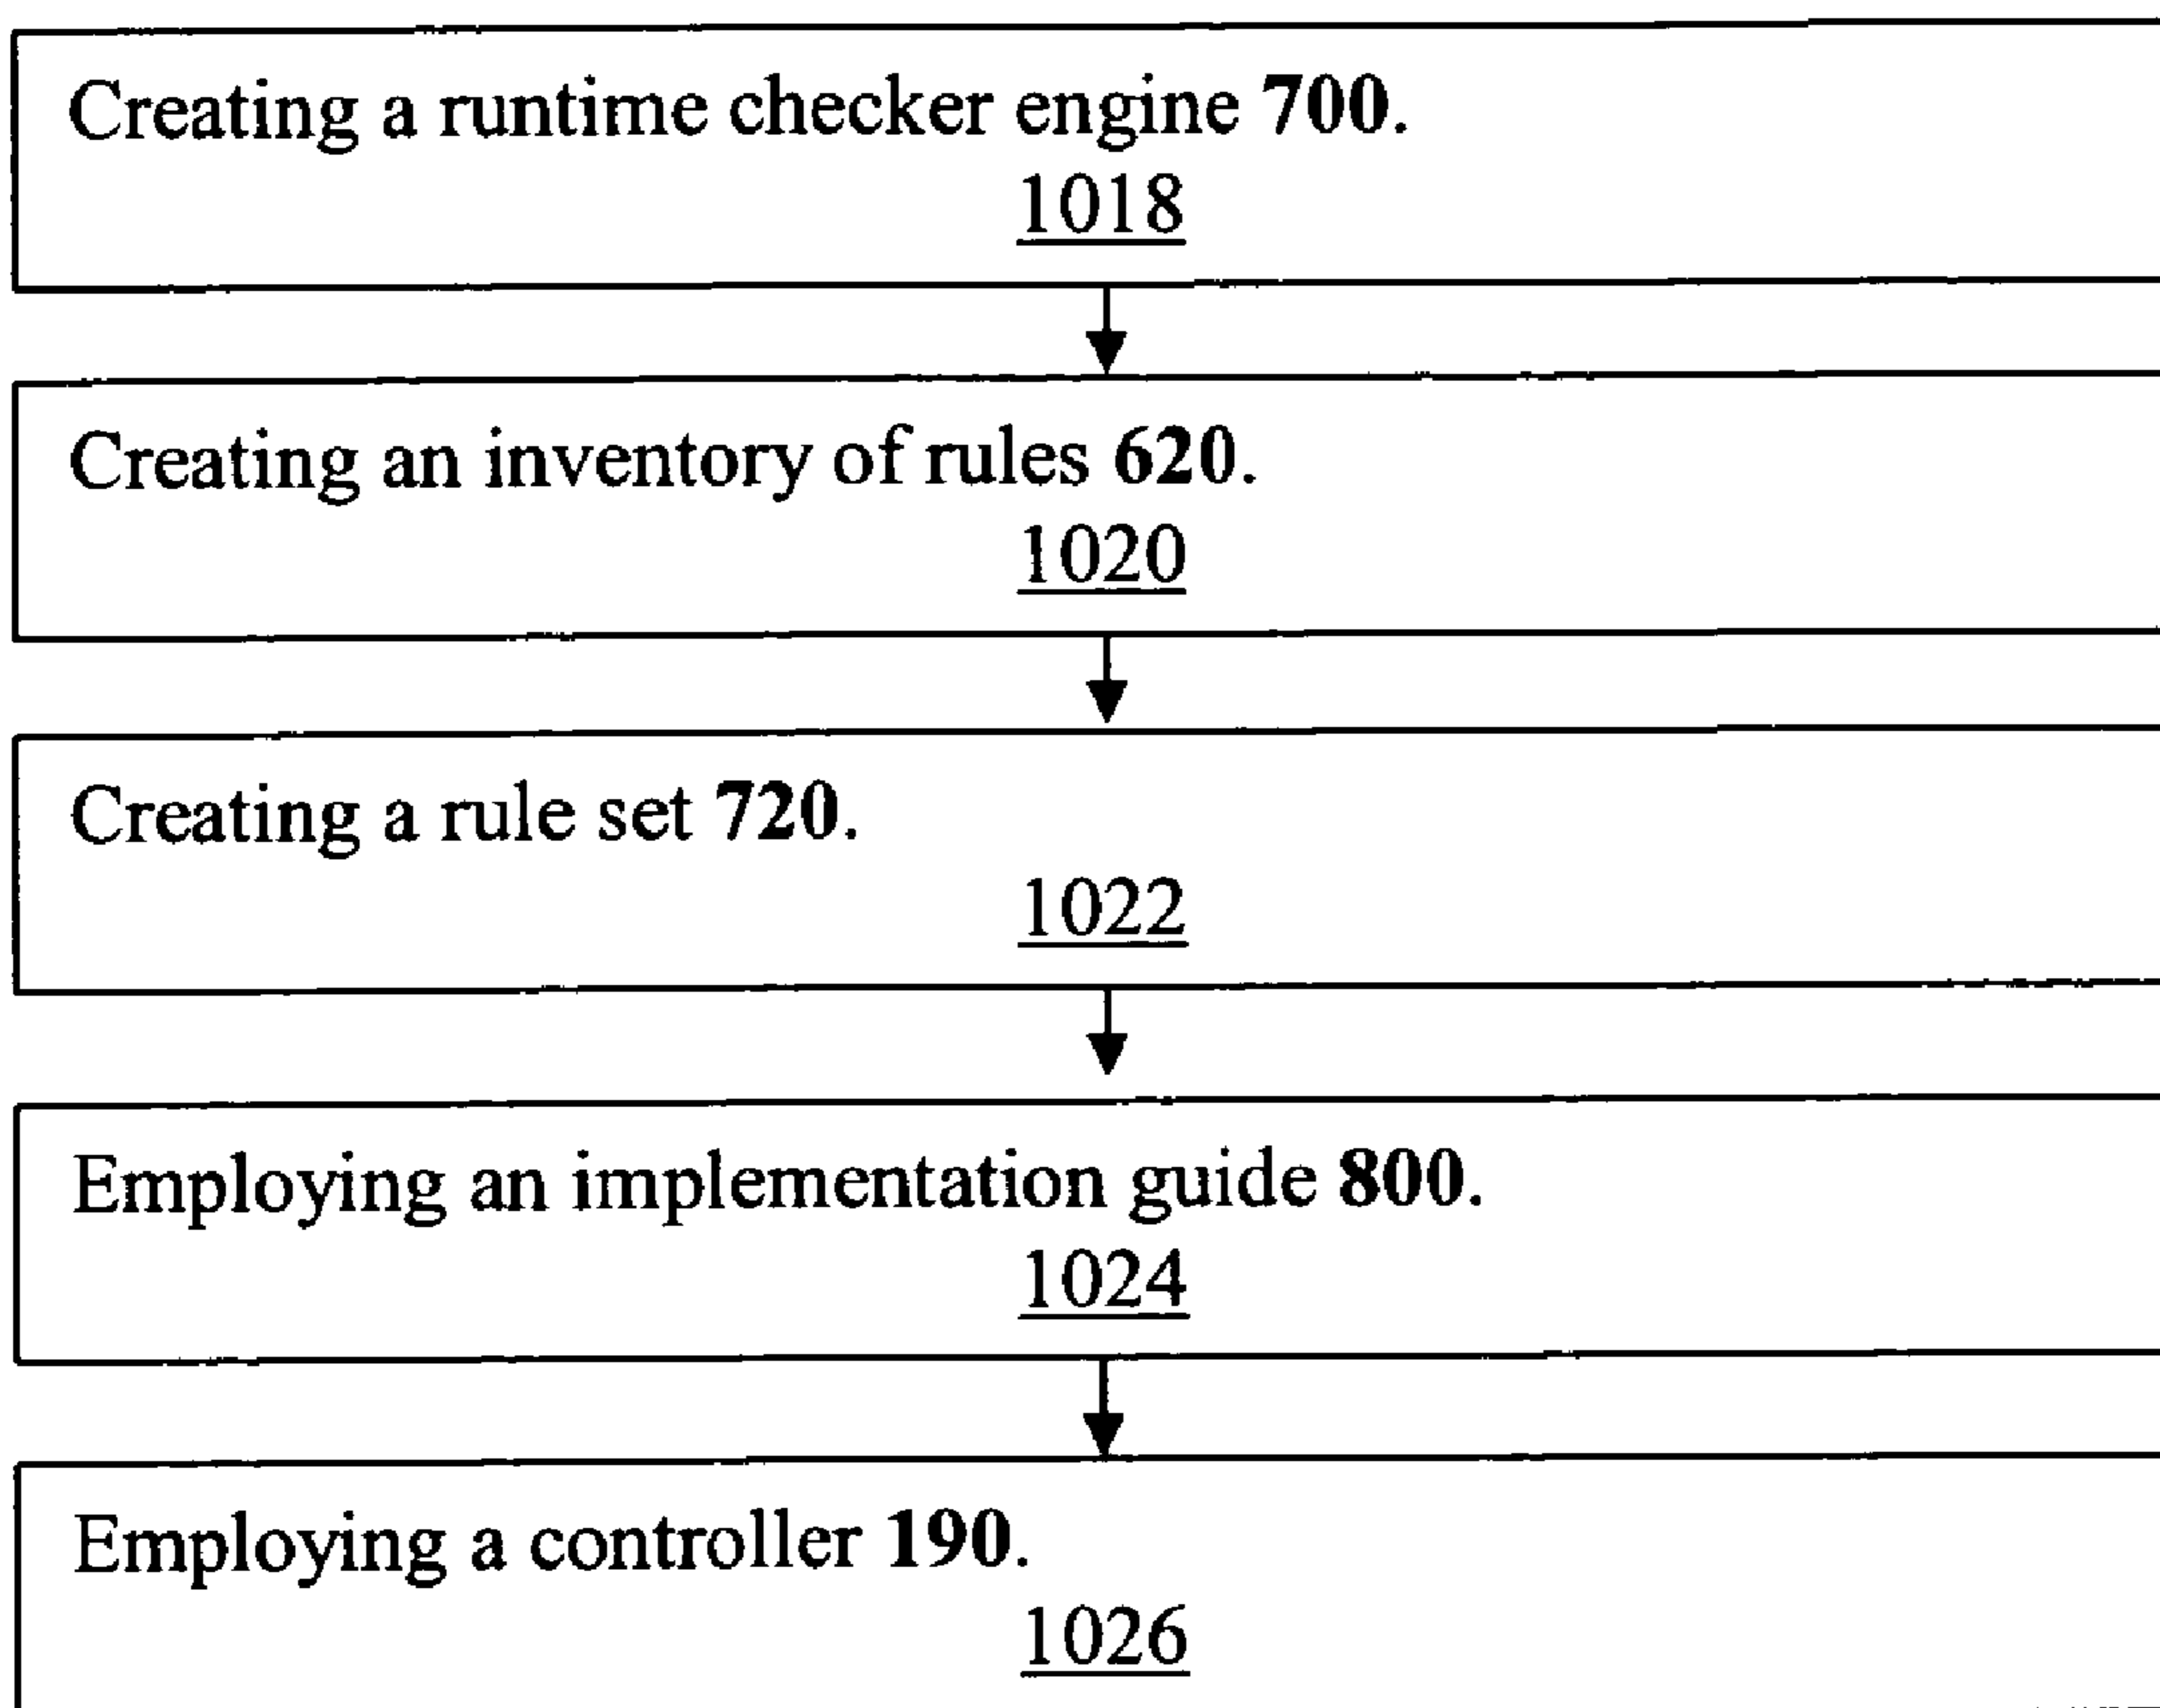 Creating a runtime checker engine 700.
1018
Creating an inventory of rules 620.
1020
Creating a rule set 720.
1022
Employing an implementation guide 800.
1024
Employing a controller 190.
1026